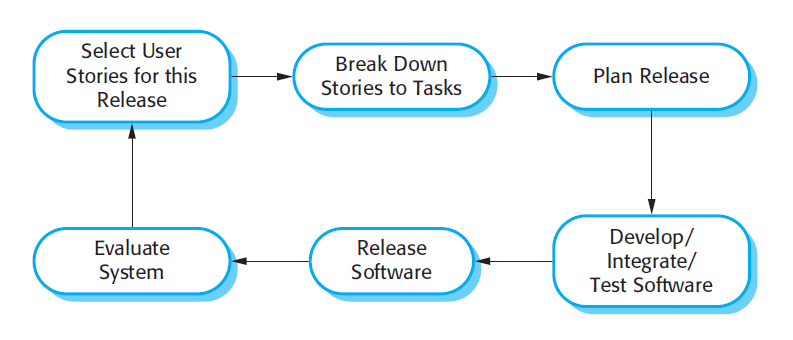 Select User
Stories for this
Release
Break Down
Stories to Tasks
Plan Release
Develop/
Integrate/
Test Software
Release
Software
Evaluate
System